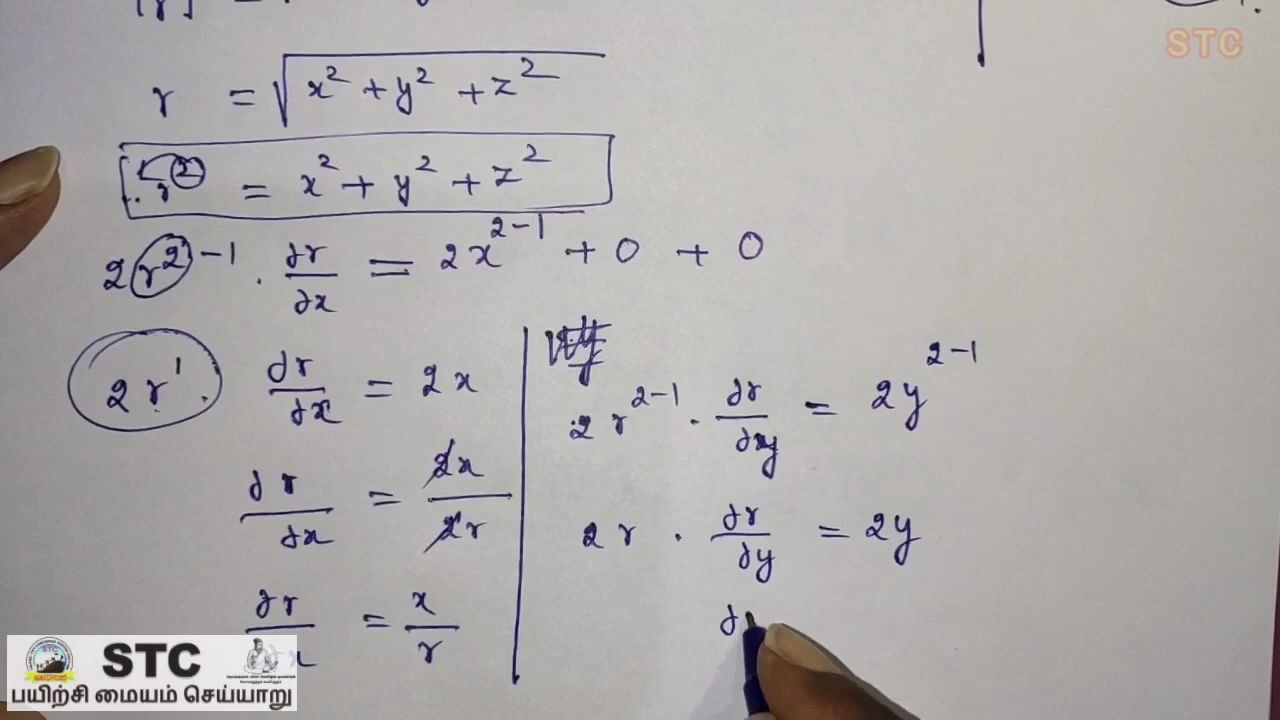 STC
r = √x² + y² + z²
r² = x² + y² + z²
2r²⁻¹ . ∂r/∂x = 2x²⁻¹ + 0 + 0
2r¹ . ∂r/∂x = 2x
∂r/∂x = 2x/2r
∂r/∂x = x/r
2r²⁻¹ . ∂r/∂y = 2y²⁻¹
2r . ∂r/∂y = 2y
∂
STC
பயிற்சி மையம் செய்யாறு